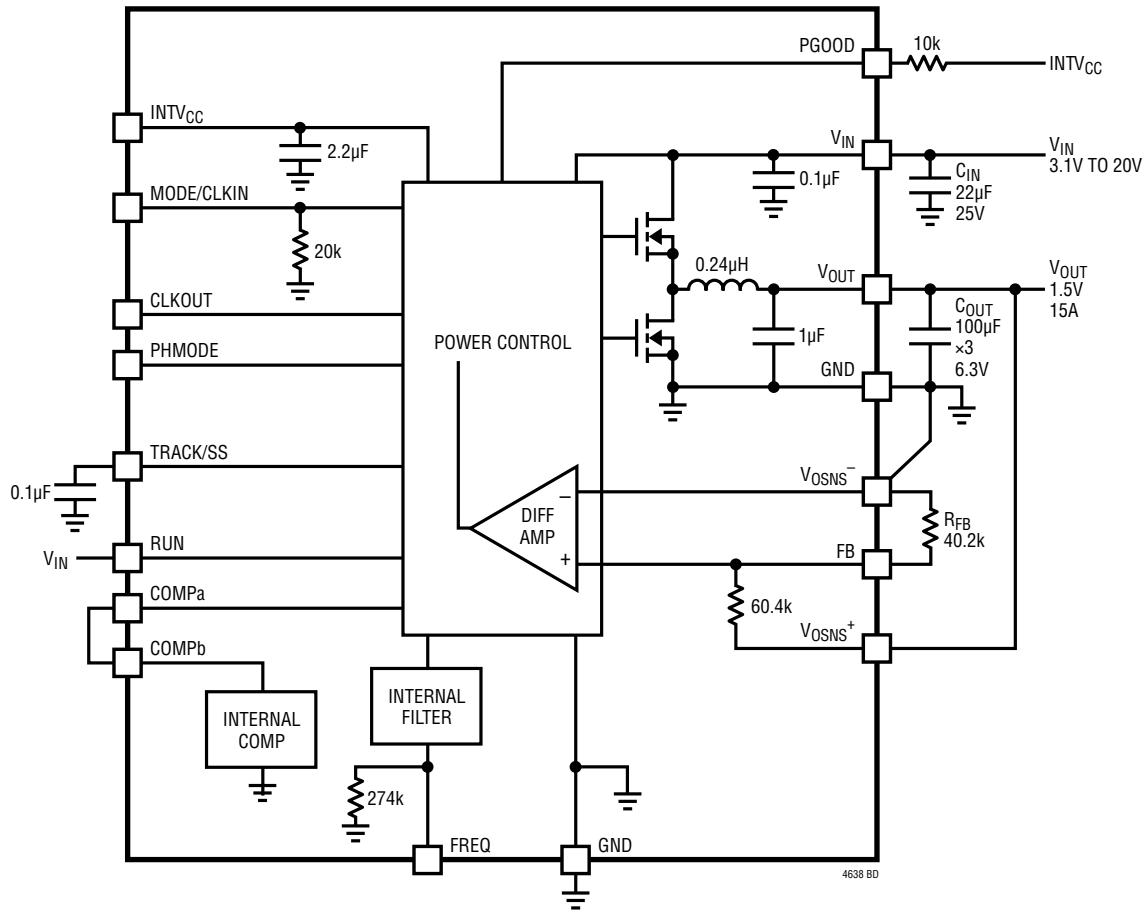 PGOOD
10k
INTVCC
INTVCC
2.2µF
VIN
VIN
3.1V TO 20V
0.1µF
CIN
22µF
25V
MODE/CLKIN
20k
0.24µH
VOUT
VOUT
1.5V
15A
CLKOUT
COUT
100µF
×3
6.3V
1µF
POWER CONTROL
PHMODE
GND
TRACK/SS
0.1µF
VOSNS–
–
DIFF
AMP
+
RFB
40.2k
RUN
VIN
FB
COMPa
60.4k
COMPb
VOSNS+
INTERNAL
FILTER
INTERNAL
COMP
274k
FREQ
GND
4638 BD